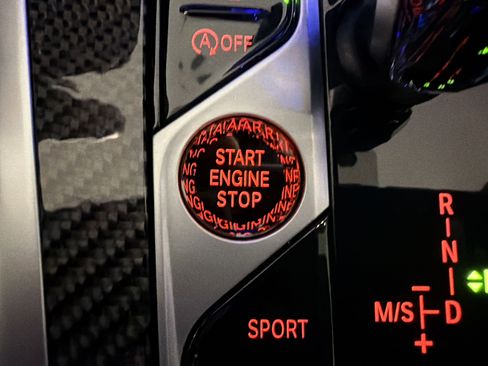 A OFF
START
ENGINE
STOP
SPORT
R
N
M/S D
+